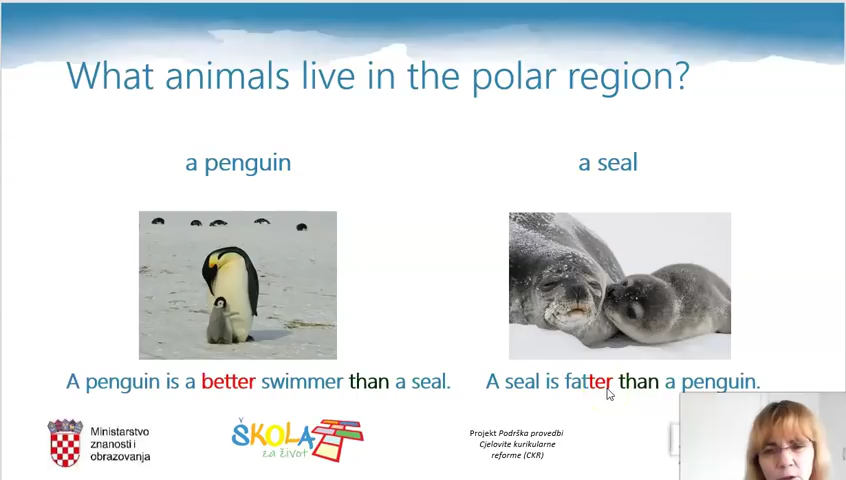 What animals live in the polar region?
a penguin
a seal
A penguin is a better swimmer than a seal.
A seal is fatter than a penguin.
Ministarstvo
znanosti i
obrazovanja
ŠKOLA
za život
Projekt Podrška provedbi
Cjelovite kurikularne
reforme (CKR)